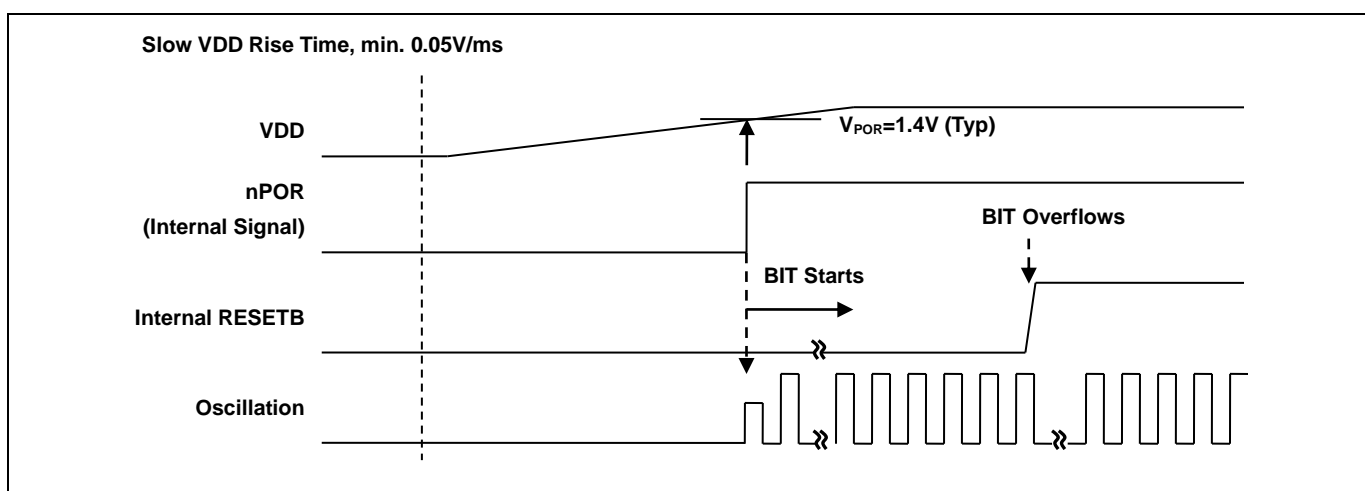 Slow VDD Rise Time, min. 0.05V/ms
VDD
VPOR=1.4V (Typ)
nPOR
(Internal Signal)
BIT Overflows
BIT Starts
Internal RESETB
Oscillation